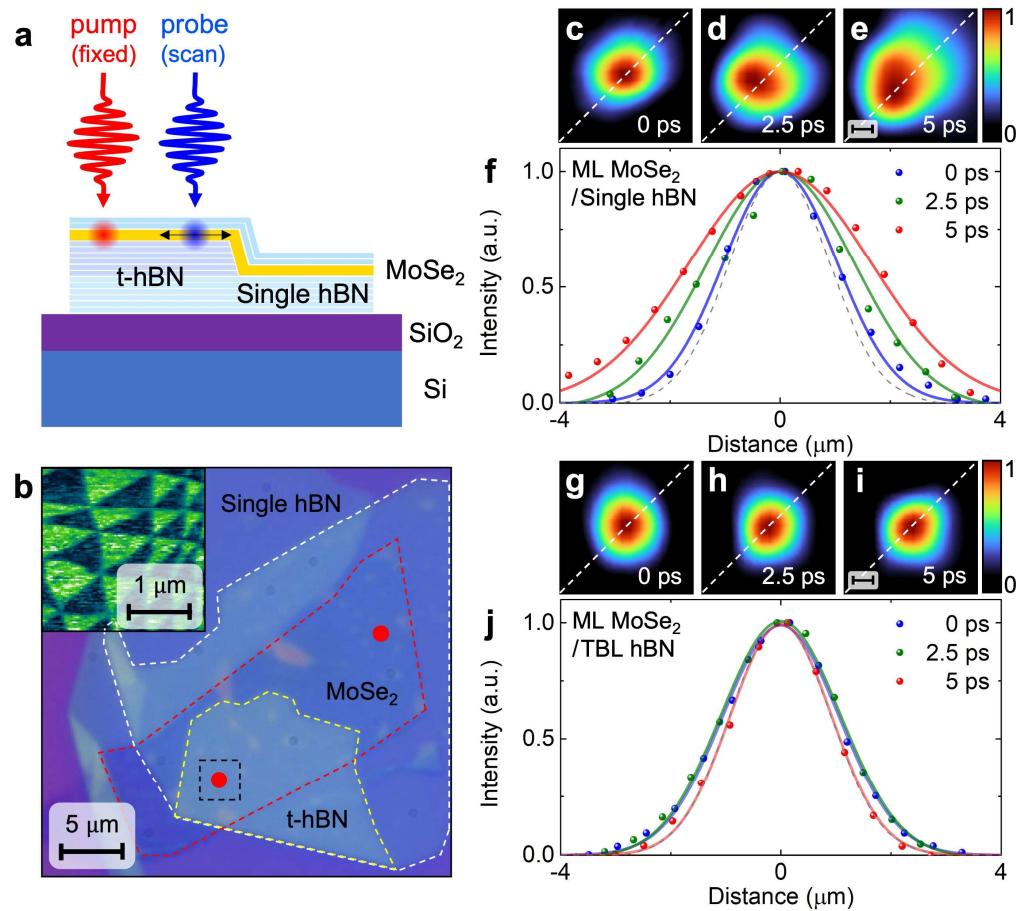 a
pump
(fixed)
probe
(scan)
t-hBN
Single hBN
MoSe₂
SiO₂
Si
b
1 μm
Single hBN
MoSe₂
t-hBN
5 μm
c
0 ps
d
2.5 ps
e
5 ps
1
0
f
ML MoSe₂
/Single hBN
0 ps
2.5 ps
5 ps
Intensity (a.u.)
1.0
0.5
0.0
-4
0
4
Distance (μm)
g
0 ps
h
2.5 ps
i
5 ps
1
0
j
ML MoSe₂
/TBL hBN
0 ps
2.5 ps
5 ps
Intensity (a.u.)
1.0
0.5
0.0
-4
0
4
Distance (μm)